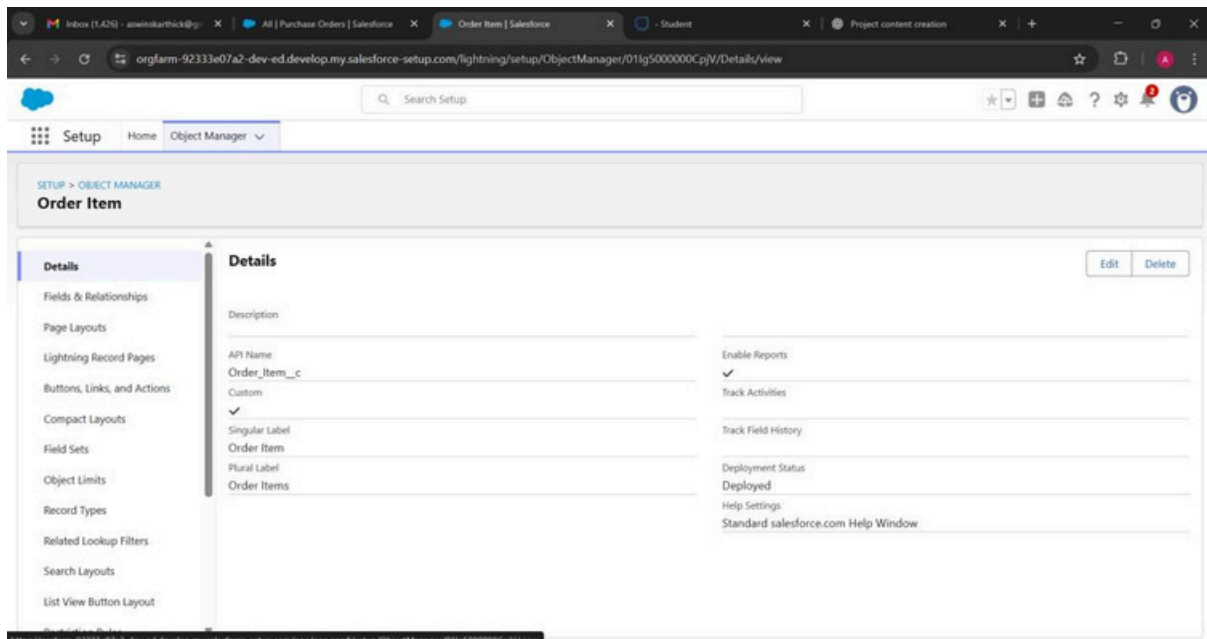 Inbox (1,426) - aswinskarthick@g
All | Purchase Orders | Salesforce
Order Item | Salesforce
- Student
Project content creation
orgfarm-92333e07a2-dev-ed.develop.my.salesforce-setup.com/lightning/setup/ObjectManager/01Ig5000000CpjV/Details/view
A
Search Setup
2
Setup Home Object Manager
SETUP > OBJECT MANAGER
Order Item
Details
Fields & Relationships
Page Layouts
Lightning Record Pages
Buttons, Links, and Actions
Compact Layouts
Field Sets
Object Limits
Record Types
Related Lookup Filters
Search Layouts
List View Button Layout
Restriction Rules
Details
Edit Delete
Description
API Name
Order_Item__c
Custom
Singular Label
Order Item
Plural Label
Order Items
Enable Reports
Track Activities
Track Field History
Deployment Status
Deployed
Help Settings
Standard salesforce.com Help Window